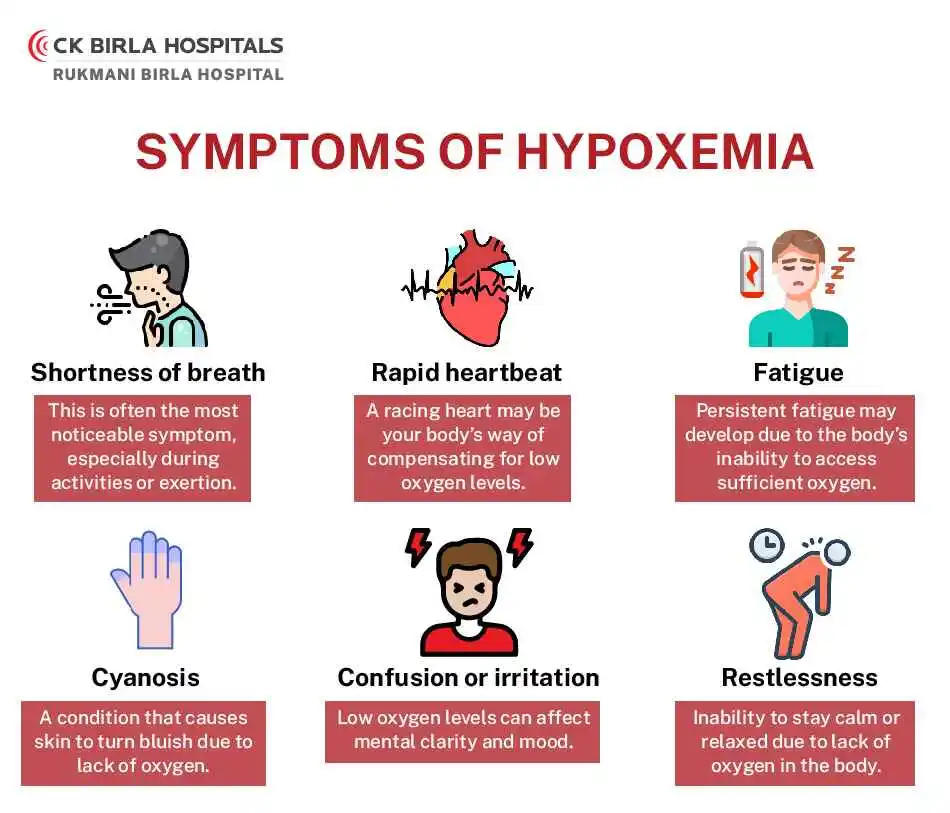 CK BIRLA HOSPITALS
RUKMANI BIRLA HOSPITAL
SYMPTOMS OF HYPOXEMIA
Shortness of breath
This is often the most
noticeable symptom,
especially during
activities or exertion.
Rapid heartbeat
A racing heart may be
your body's way of
compensating for low
oxygen levels.
Z
Z
Z
Fatigue
Persistent fatigue may
develop due to the body's
inability to access
sufficient oxygen.
Cyanosis
A condition that causes
skin to turn bluish due to
lack of oxygen.
Confusion or irritation
Low oxygen levels can affect
mental clarity and mood.
Restlessness
Inability to stay calm or
relaxed due to lack of
oxygen in the body.